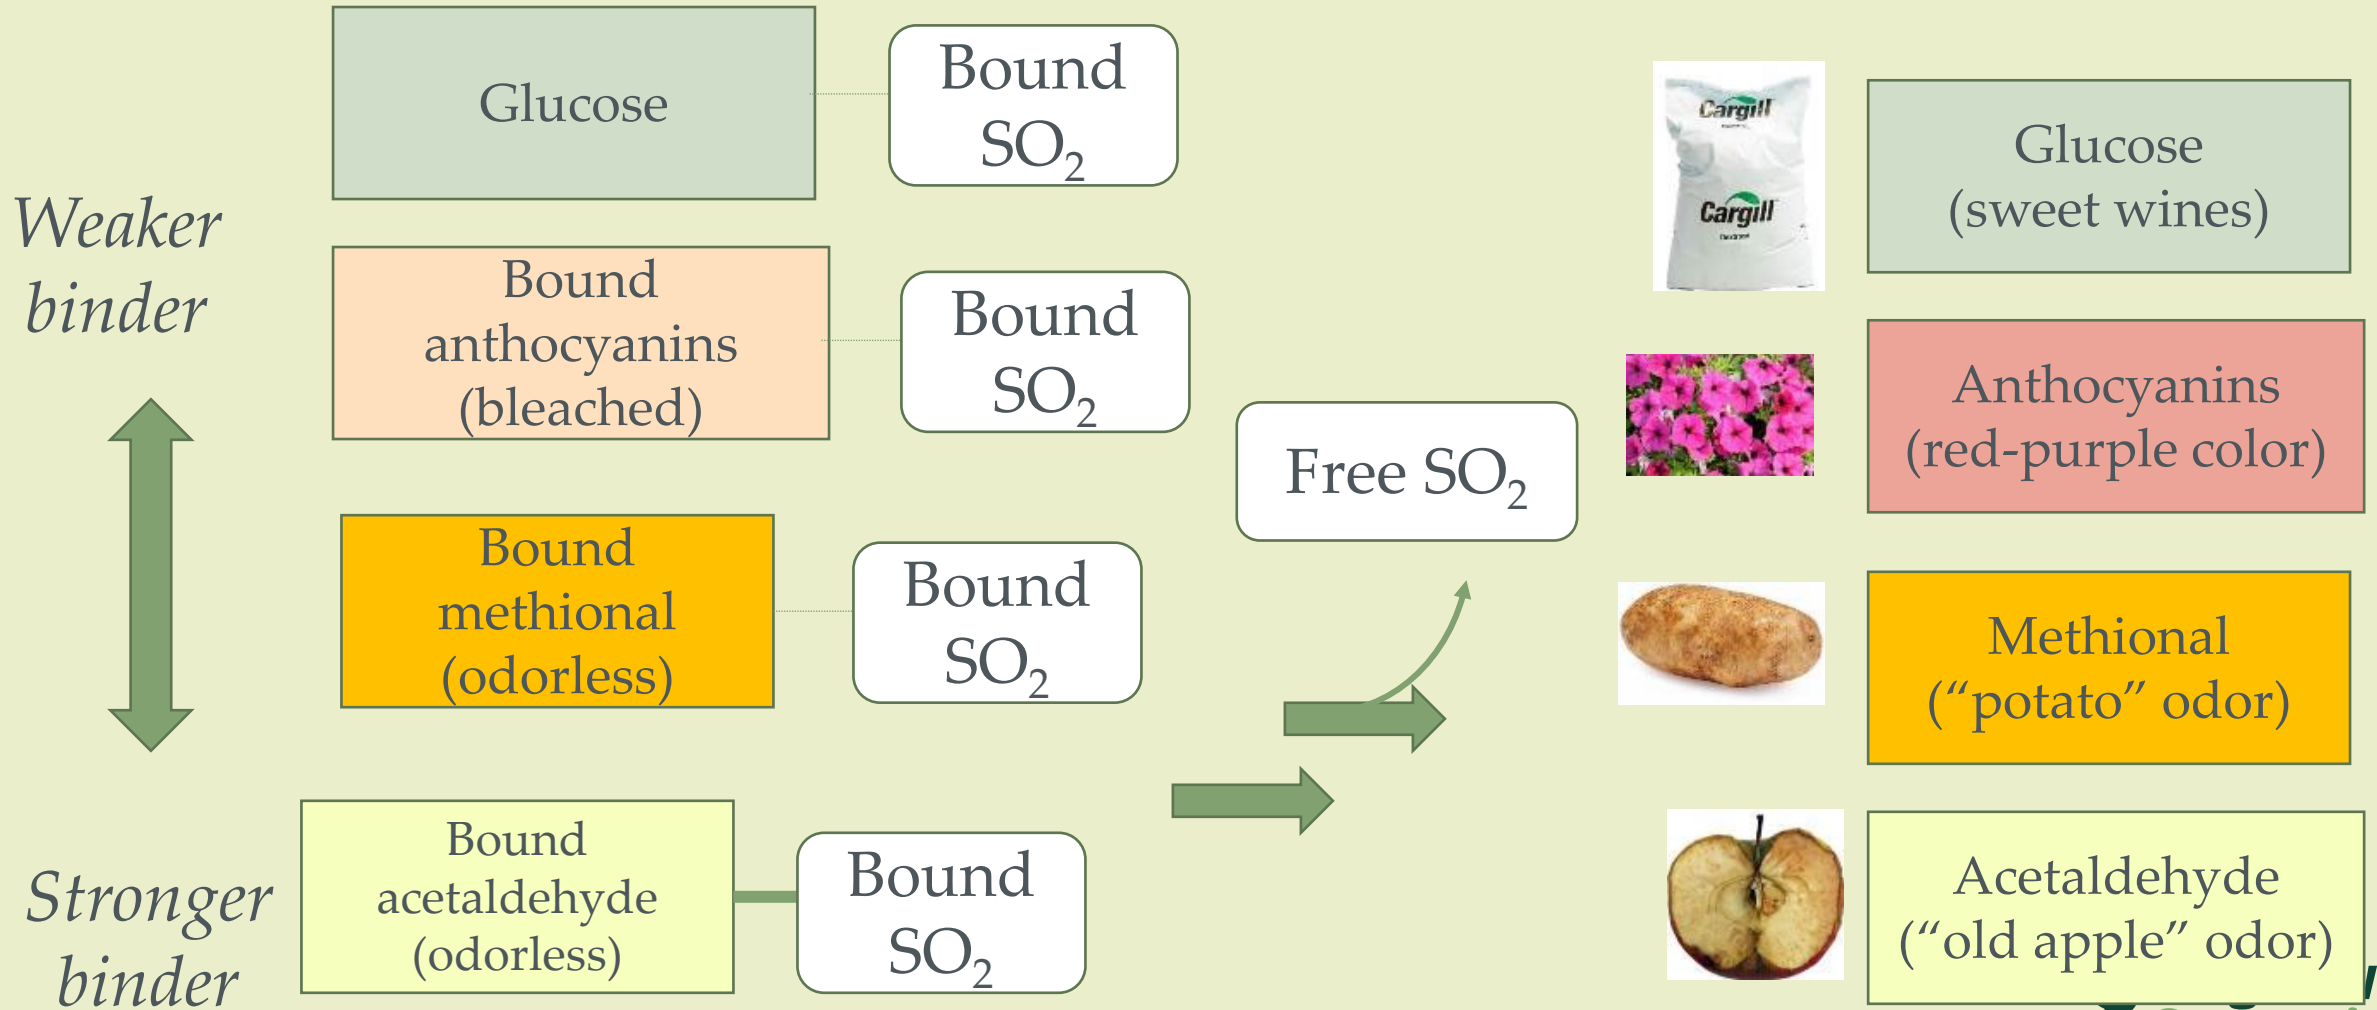 Glucose
Bound
SO₂
Weaker
binder
Bound
anthocyanins
(bleached)
Bound
SO₂
Bound
methional
(odorless)
Bound
SO₂
Stronger
binder
Bound
acetaldehyde
(odorless)
Bound
SO₂
Free SO₂
Cargill
Cargill
Glucose
(sweet wines)
Anthocyanins
(red-purple color)
Methional
(“potato” odor)
Acetaldehyde
(“old apple” odor)